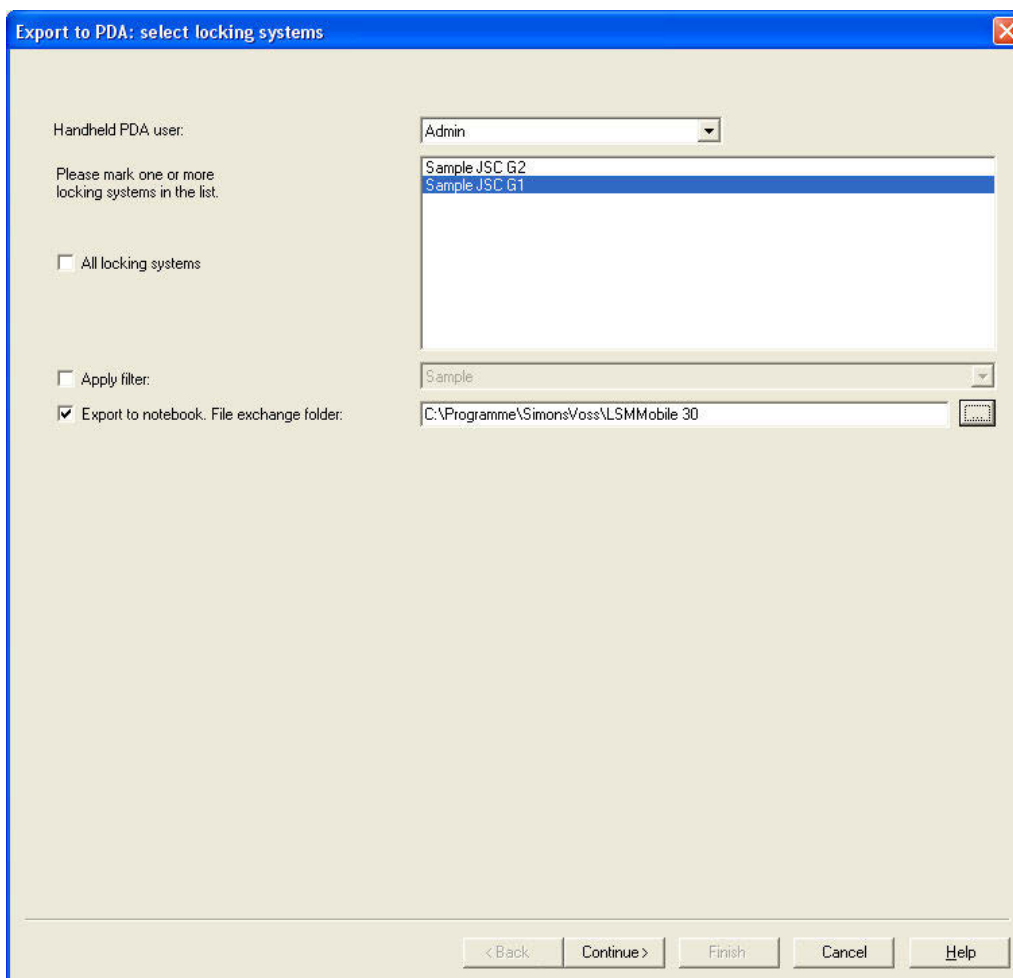 Export to PDA: select locking systems
Handheld PDA user:
Admin
Please mark one or more
locking systems in the list.
Sample JSC G2
Sample JSC G1
All locking systems
Apply filter:
Sample
Export to notebook. File exchange folder:
C:\Programme\SimonsVoss\LSMMobile 30
...
< Back
Continue >
Finish
Cancel
Help